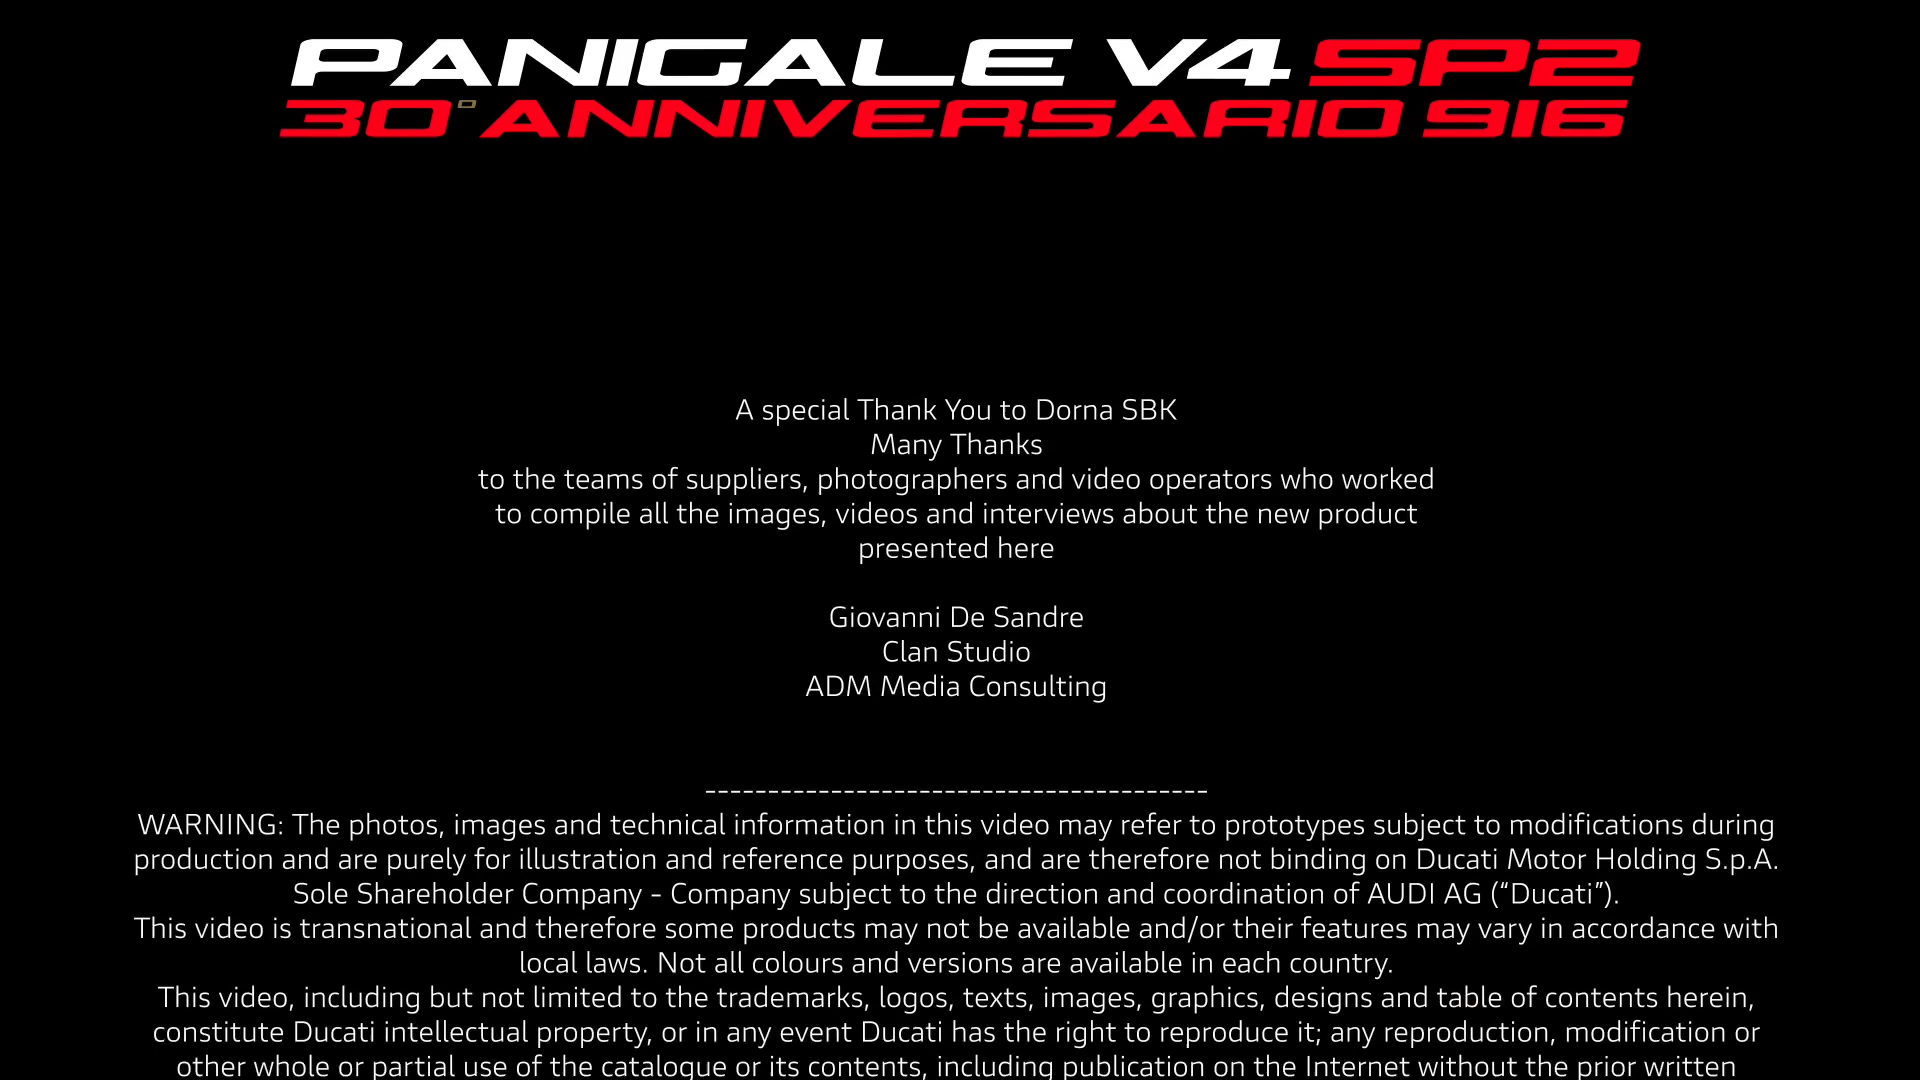 PANIGALE V4 SP2
30° ANNIVERSARIO 916
A special Thank You to Dorna SBK
Many Thanks
to the teams of suppliers, photographers and video operators who worked
to compile all the images, videos and interviews about the new product
presented here
Giovanni De Sandre
Clan Studio
ADM Media Consulting
----------------------------------------
WARNING: The photos, images and technical information in this video may refer to prototypes subject to modifications during
production and are purely for illustration and reference purposes, and are therefore not binding on Ducati Motor Holding S.p.A.
Sole Shareholder Company - Company subject to the direction and coordination of AUDI AG (“Ducati”).
This video is transnational and therefore some products may not be available and/or their features may vary in accordance with
local laws. Not all colours and versions are available in each country.
This video, including but not limited to the trademarks, logos, texts, images, graphics, designs and table of contents herein,
constitute Ducati intellectual property, or in any event Ducati has the right to reproduce it; any reproduction, modification or
other whole or partial use of the catalogue or its contents, including publication on the Internet without the prior written